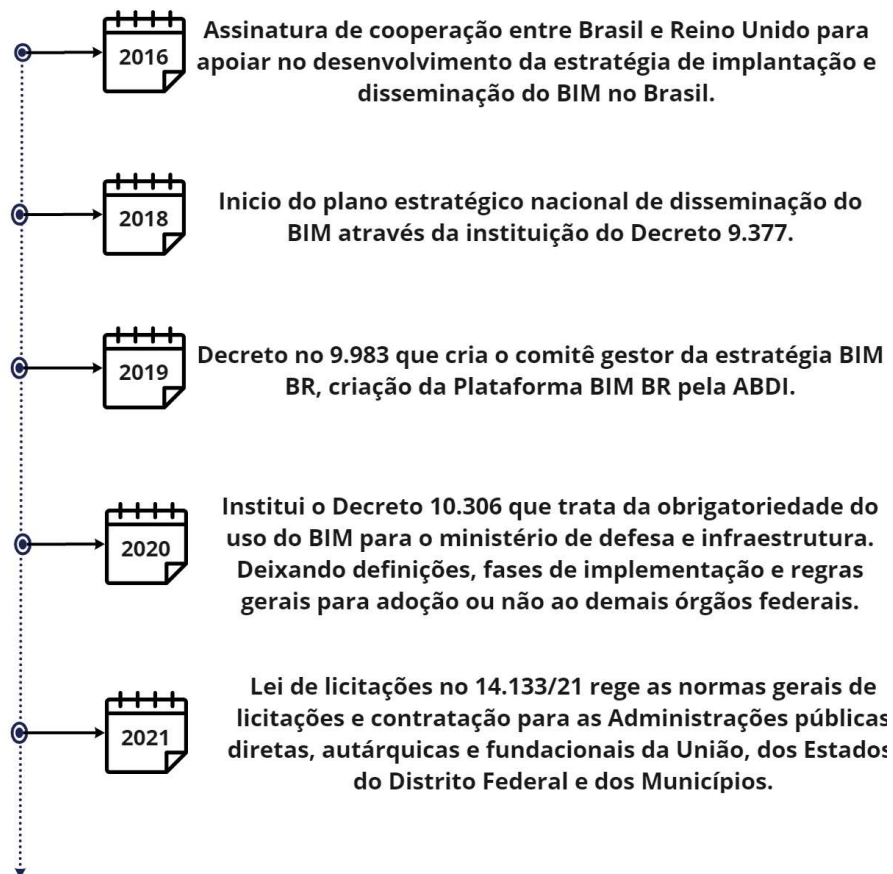 2016
Assinatura de cooperação entre Brasil e Reino Unido para
apoiar no desenvolvimento da estratégia de implantação e
disseminação do BIM no Brasil.
2018
Inicio do plano estratégico nacional de disseminação do
BIM através da instituição do Decreto 9.377.
2019
Decreto no 9.983 que cria o comitê gestor da estratégia BIM
BR, criação da Plataforma BIM BR pela ABDI.
2020
Institui o Decreto 10.306 que trata da obrigatoriedade do
uso do BIM para o ministério de defesa e infraestrutura.
Deixando definições, fases de implementação e regras
gerais para adoção ou não ao demais órgãos federais.
2021
Lei de licitações no 14.133/21 rege as normas gerais de
licitações e contratação para as Administrações públicas
diretas, autárquicas e fundacionais da União, dos Estados
do Distrito Federal e dos Municípios.